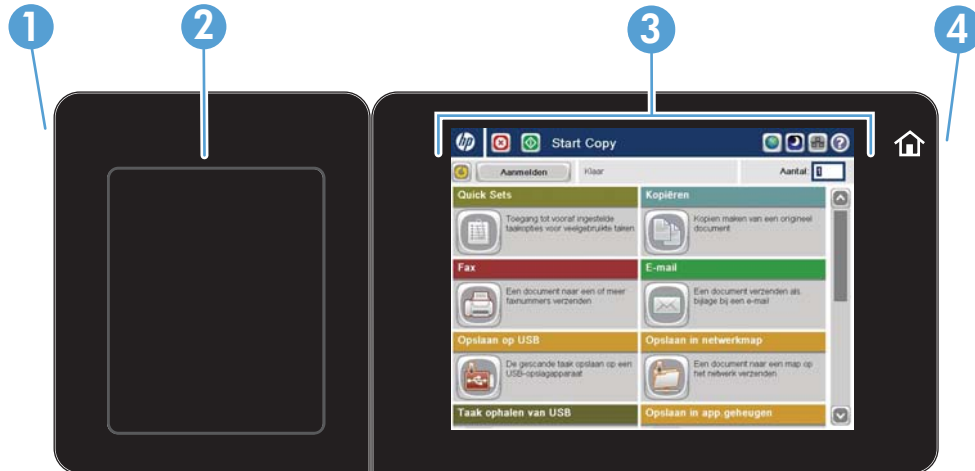 1
2
3
4
hp
Start Copy
Aanmelden
Klaar
Aantal: 1
Quick Sets
Kopiëren
Toegang tot vooraf ingestelde
taakopties voor veelgebruikte taken
Kopieën maken van een origineel
document
Fax
E-mail
Een document naar een of meer
faxnummers verzenden
Een document verzenden als
bijlage bij een e-mail
Opslaan op USB
Opslaan in netwerkmap
De gescande taak opslaan op een
USB-opslagapparaat
Een document naar een map op
het netwerk verzenden
Taak ophalen van USB
Opslaan in app.geheugen